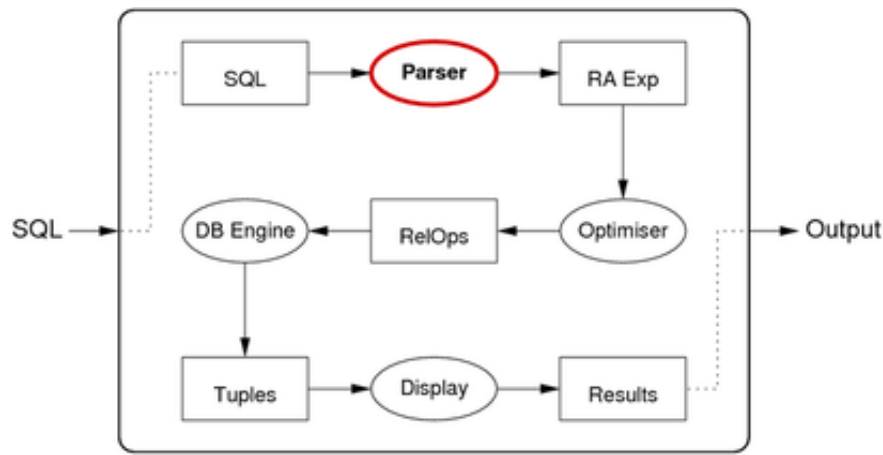 SQL
Parser
RA Exp
SQL
DB Engine
RelOps
Optimiser
Output
Tuples
Display
Results